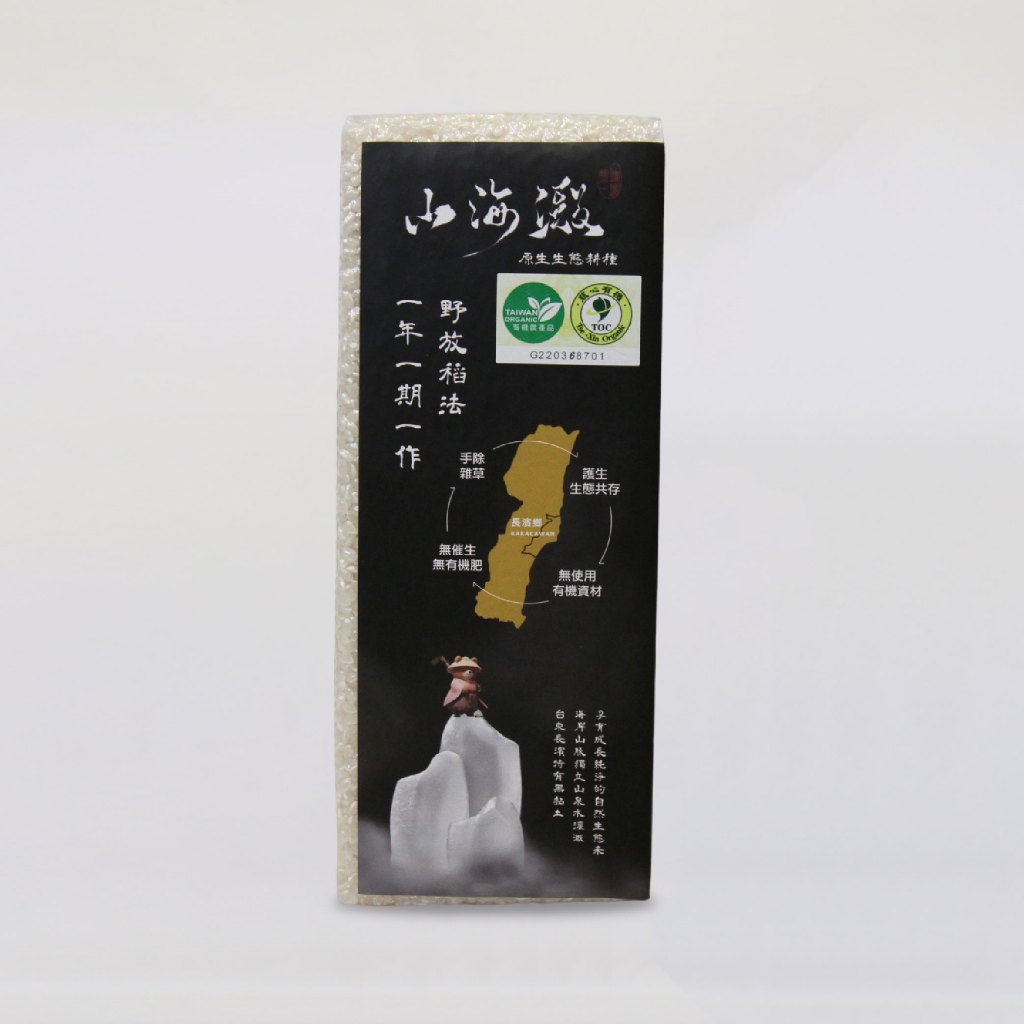 山海澱
原生生態耕種
TAIWAN
ORGANIC
有機農產品
慈心有機
TOC
Tse-Xin Organic
G220368701
野放稻法
一年一期一作
手除
雜草
護生
生態共存
長濱鄉
KAKACAWAN
無催生
無有機肥
無使用
有機資材
孕育成長純淨的自然生態米
海岸山脈獨立山泉水灌溉
台東長濱特有黑黏土